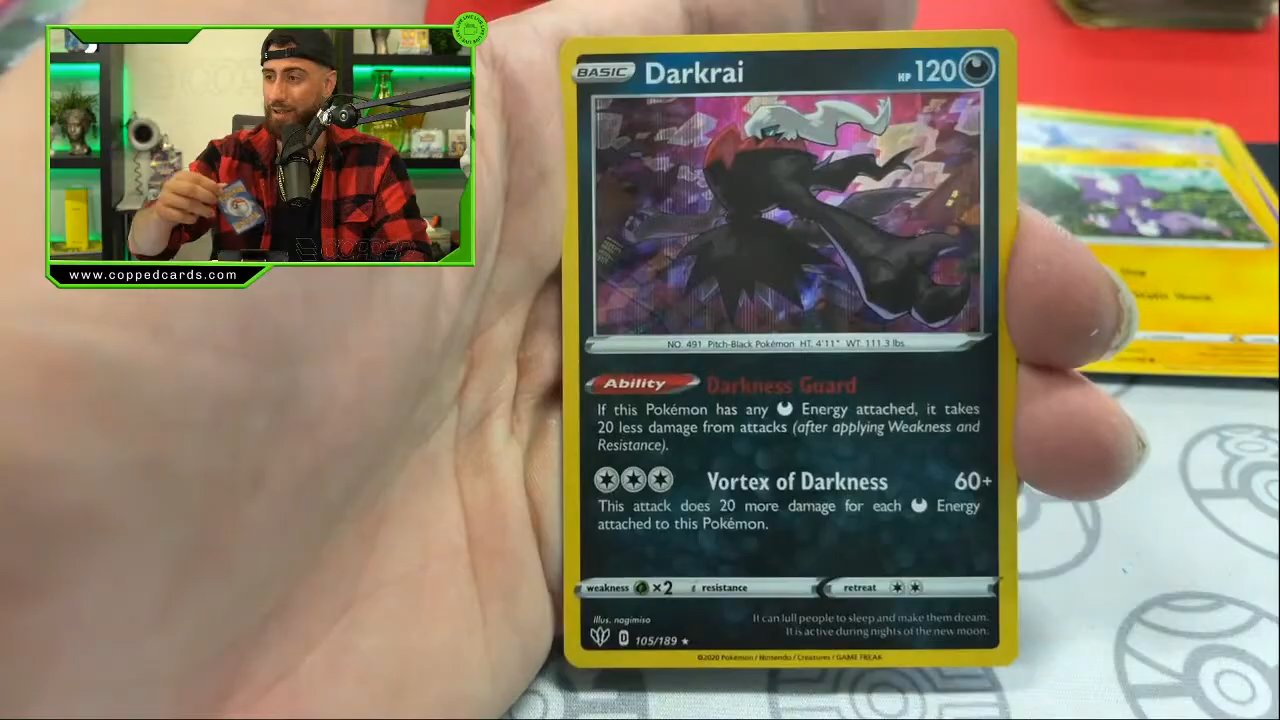 LIVE LIVE LIVE
COPPED
www.coppedcards.com
BASIC Darkrai HP 120
NO. 491 Pitch-Black Pokémon HT. 4'11" WT. 111.3 lbs.
Ability Darkness Guard
If this Pokémon has any Energy attached, it takes
20 less damage from attacks (after applying Weakness and
Resistance).
Vortex of Darkness 60+
This attack does 20 more damage for each Energy
attached to this Pokémon.
weakness ×2 resistance retreat
Illus. nagimiso
D 105/189 ★
It can lull people to sleep and make them dream.
It is active during nights of the new moon.
©2020 Pokémon / Nintendo / Creatures / GAME FREAK